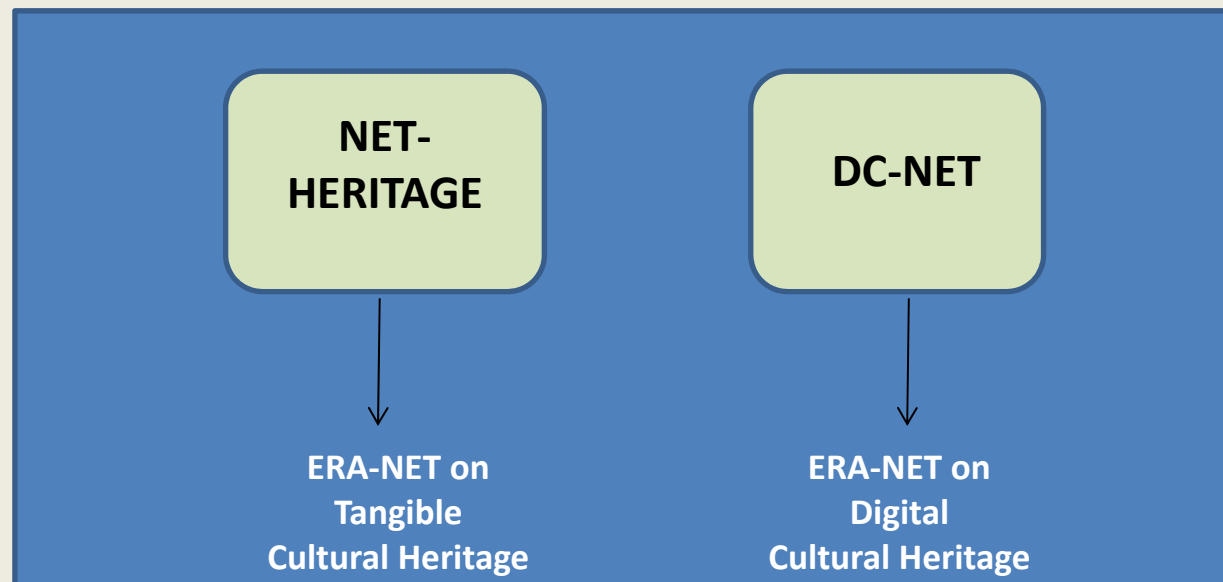 NET-
HERITAGE
DC-NET
ERA-NET on
Tangible
Cultural Heritage
ERA-NET on
Digital
Cultural Heritage